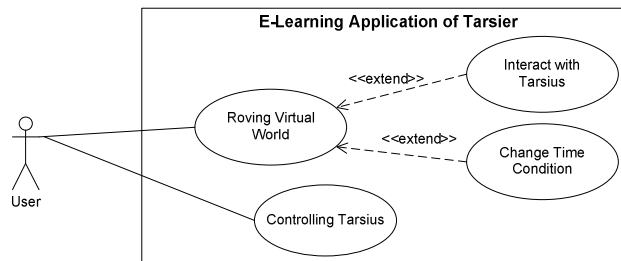 E-Learning Application of Tarsier
Interact with
Tarsius
<<extend>>
Roving Virtual
World
<<extend>>
Change Time
Condition
User
Controlling Tarsius